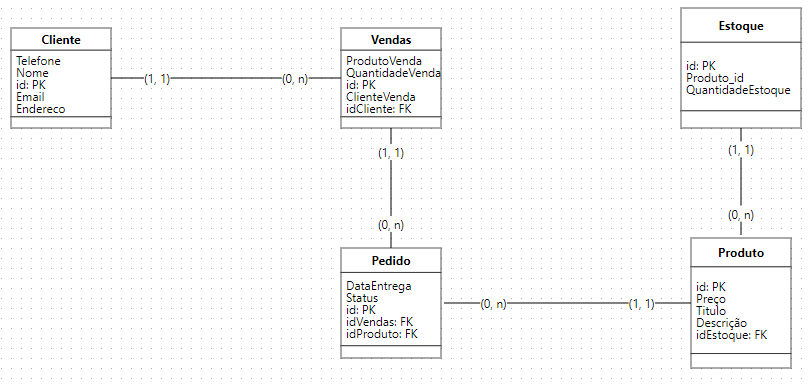 Cliente
Telefone
Nome
id: PK
Email
Endereco
(1, 1)
(0, n)
Vendas
ProdutoVenda
QuantidadeVenda
id: PK
ClienteVenda
idCliente: FK
(1, 1)
(0, n)
Estoque
id: PK
Produto_id
QuantidadeEstoque
(1, 1)
(0, n)
Pedido
DataEntrega
Status
id: PK
idVendas: FK
idProduto: FK
(0, n)
(1, 1)
Produto
id: PK
Preço
Titulo
Descrição
idEstoque: FK